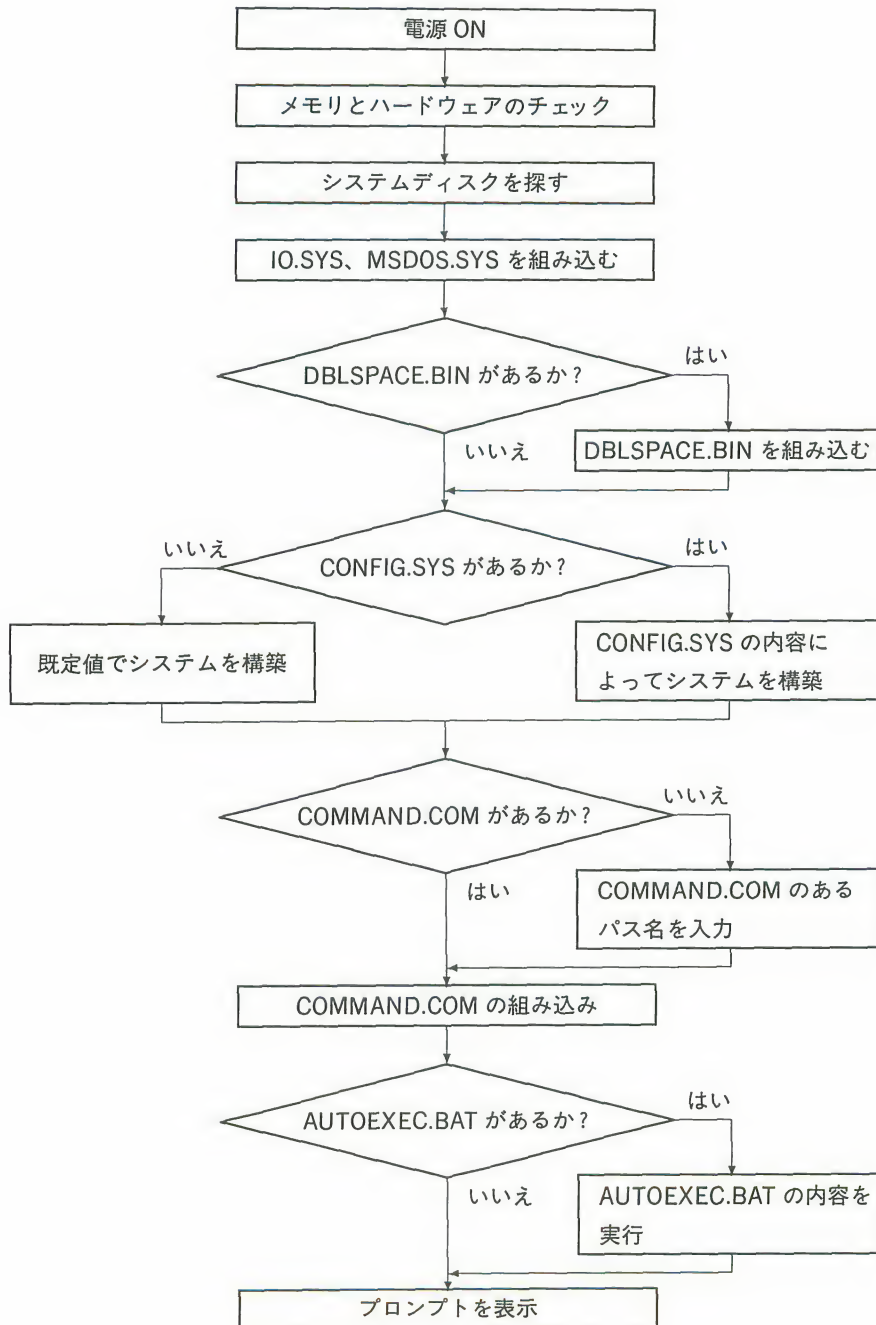 電源 ON
メモリとハードウェアのチェック
システムディスクを探す
IO.SYS、MSDOS.SYS を組み込む
DBLSPACE.BIN があるか?
はい
いいえ
DBLSPACE.BIN を組み込む
いいえ
CONFIG.SYS があるか?
はい
既定値でシステムを構築
CONFIG.SYS の内容に
よってシステムを構築
COMMAND.COM があるか?
いいえ
はい
COMMAND.COM のある
パス名を入力
COMMAND.COM の組み込み
AUTOEXEC.BAT があるか?
はい
いいえ
AUTOEXEC.BAT の内容を
実行
プロンプトを表示